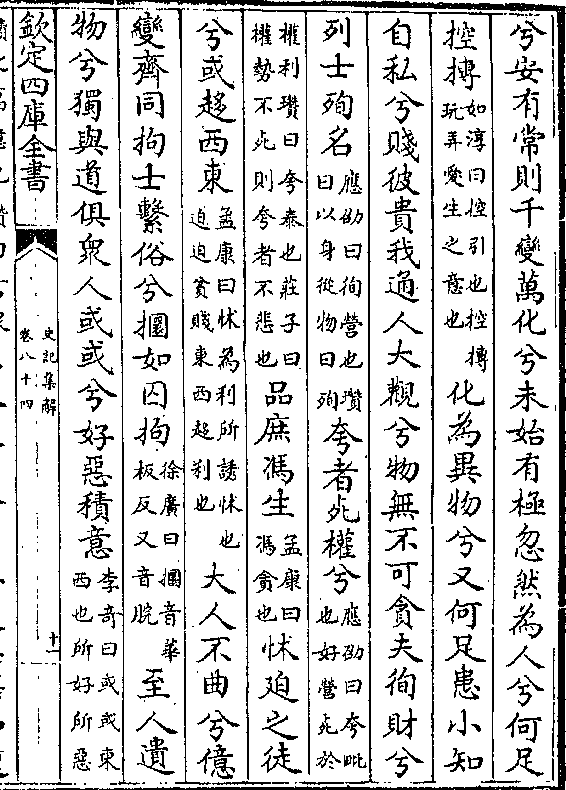 兮安有常則千變萬化兮未始有極忽然為人兮何足
控搏如淳曰控引也控搏玩弄愛生之意也化為異物兮又何足患小知
自私兮賤彼貴我通人大觀兮物無不可貪夫徇財兮
列士殉名應劭曰徇營也瓚曰以身從物曰殉夸者死權兮應劭曰夸毗也好營死於
權利瓚曰夸泰也莊子曰權勢不尤則夸者不悲也品庶馮生孟康曰馮貪也怵廹之徒
兮或趍西東孟康曰怵為利所誘怵也廹迫貧賤東西趍利也大人不曲兮億
變齊同拘士繫俗兮攌如囚拘徐廣曰攌音華板反又音脘至人遺
物兮獨與道俱衆人或或兮好惡積意李奇曰或或東西也所好所惡
欽定四庫全書
史記集解
卷八十四
十一